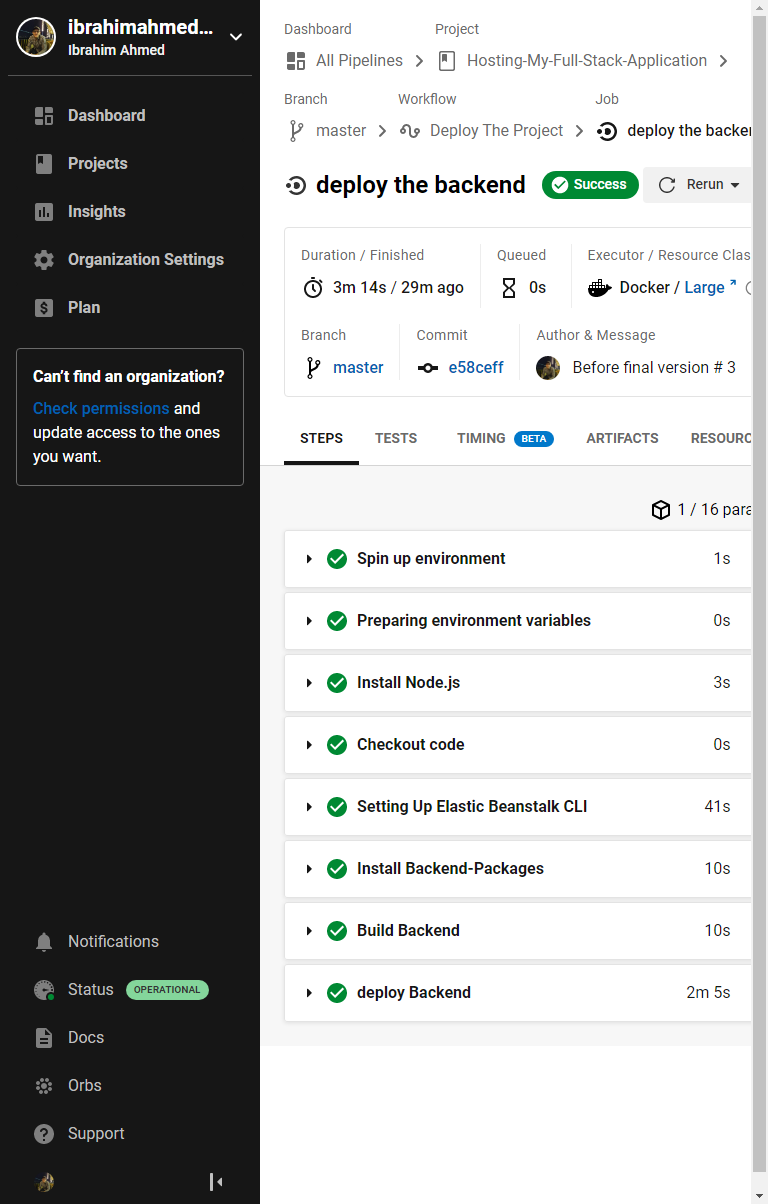 ibrahimahmed...
Ibrahim Ahmed
Dashboard
Projects
Insights
Organization Settings
Plan
Can't find an organization?
Check permissions and
update access to the ones
you want.
Notifications
Status OPERATIONAL
Docs
Orbs
Support
Dashboard Project
All Pipelines Hosting-My-Full-Stack-Application
Branch Workflow Job
master Deploy The Project deploy the backen
deploy the backend Success Rerun
Duration / Finished Queued Executor / Resource Clas
3m 14s / 29m ago 0s Docker / Large
Branch Commit Author & Message
master e58ceff Before final version # 3
STEPS TESTS TIMING BETA ARTIFACTS RESOURC
1 / 16 para
Spin up environment 1s
Preparing environment variables 0s
Install Node.js 3s
Checkout code 0s
Setting Up Elastic Beanstalk CLI 41s
Install Backend-Packages 10s
Build Backend 10s
deploy Backend 2m 5s